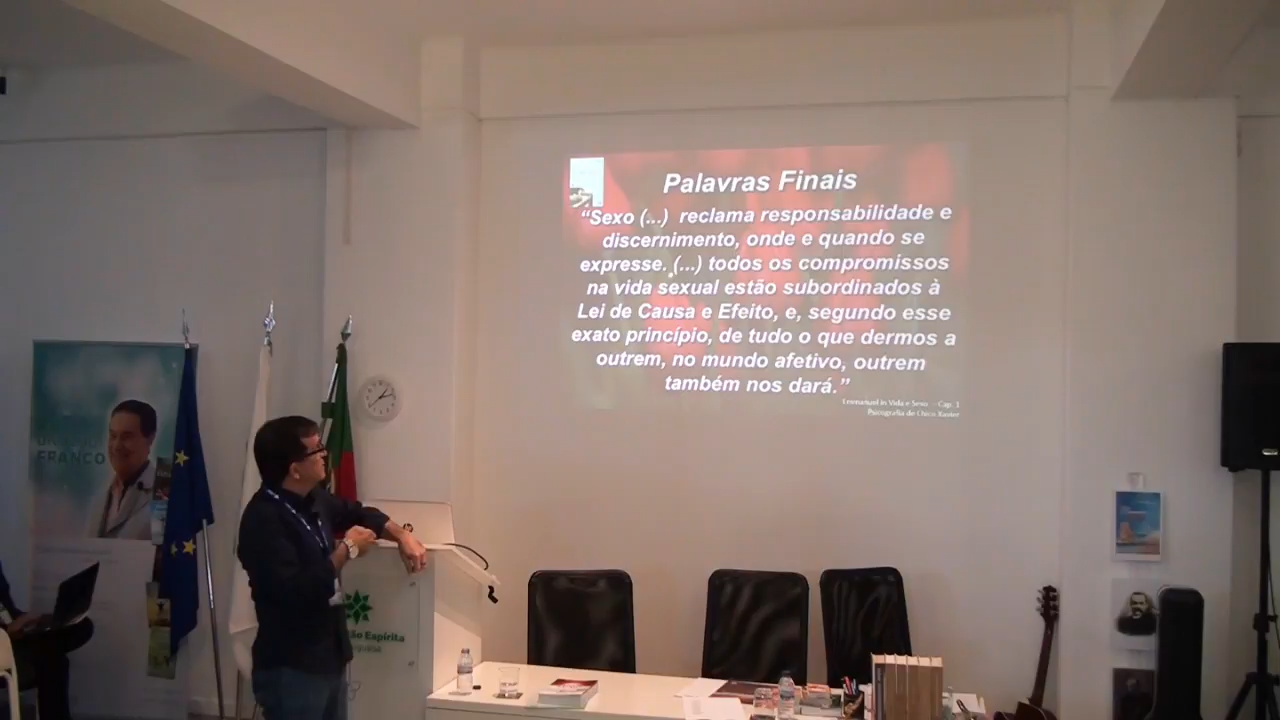 Palavras Finais
“Sexo (...) reclama responsabilidade e
discernimento, onde e quando se
expresse. (...) todos os compromissos
na vida sexual estão subordinados à
Lei de Causa e Efeito, e, segundo esse
exato princípio, de tudo o que dermos a
outrem, no mundo afetivo, outrem
também nos dará.”
Emmanuel in Vida e Sexo – Cap. 1
Psicografia de Chico Xavier
FRANCO
Espírita